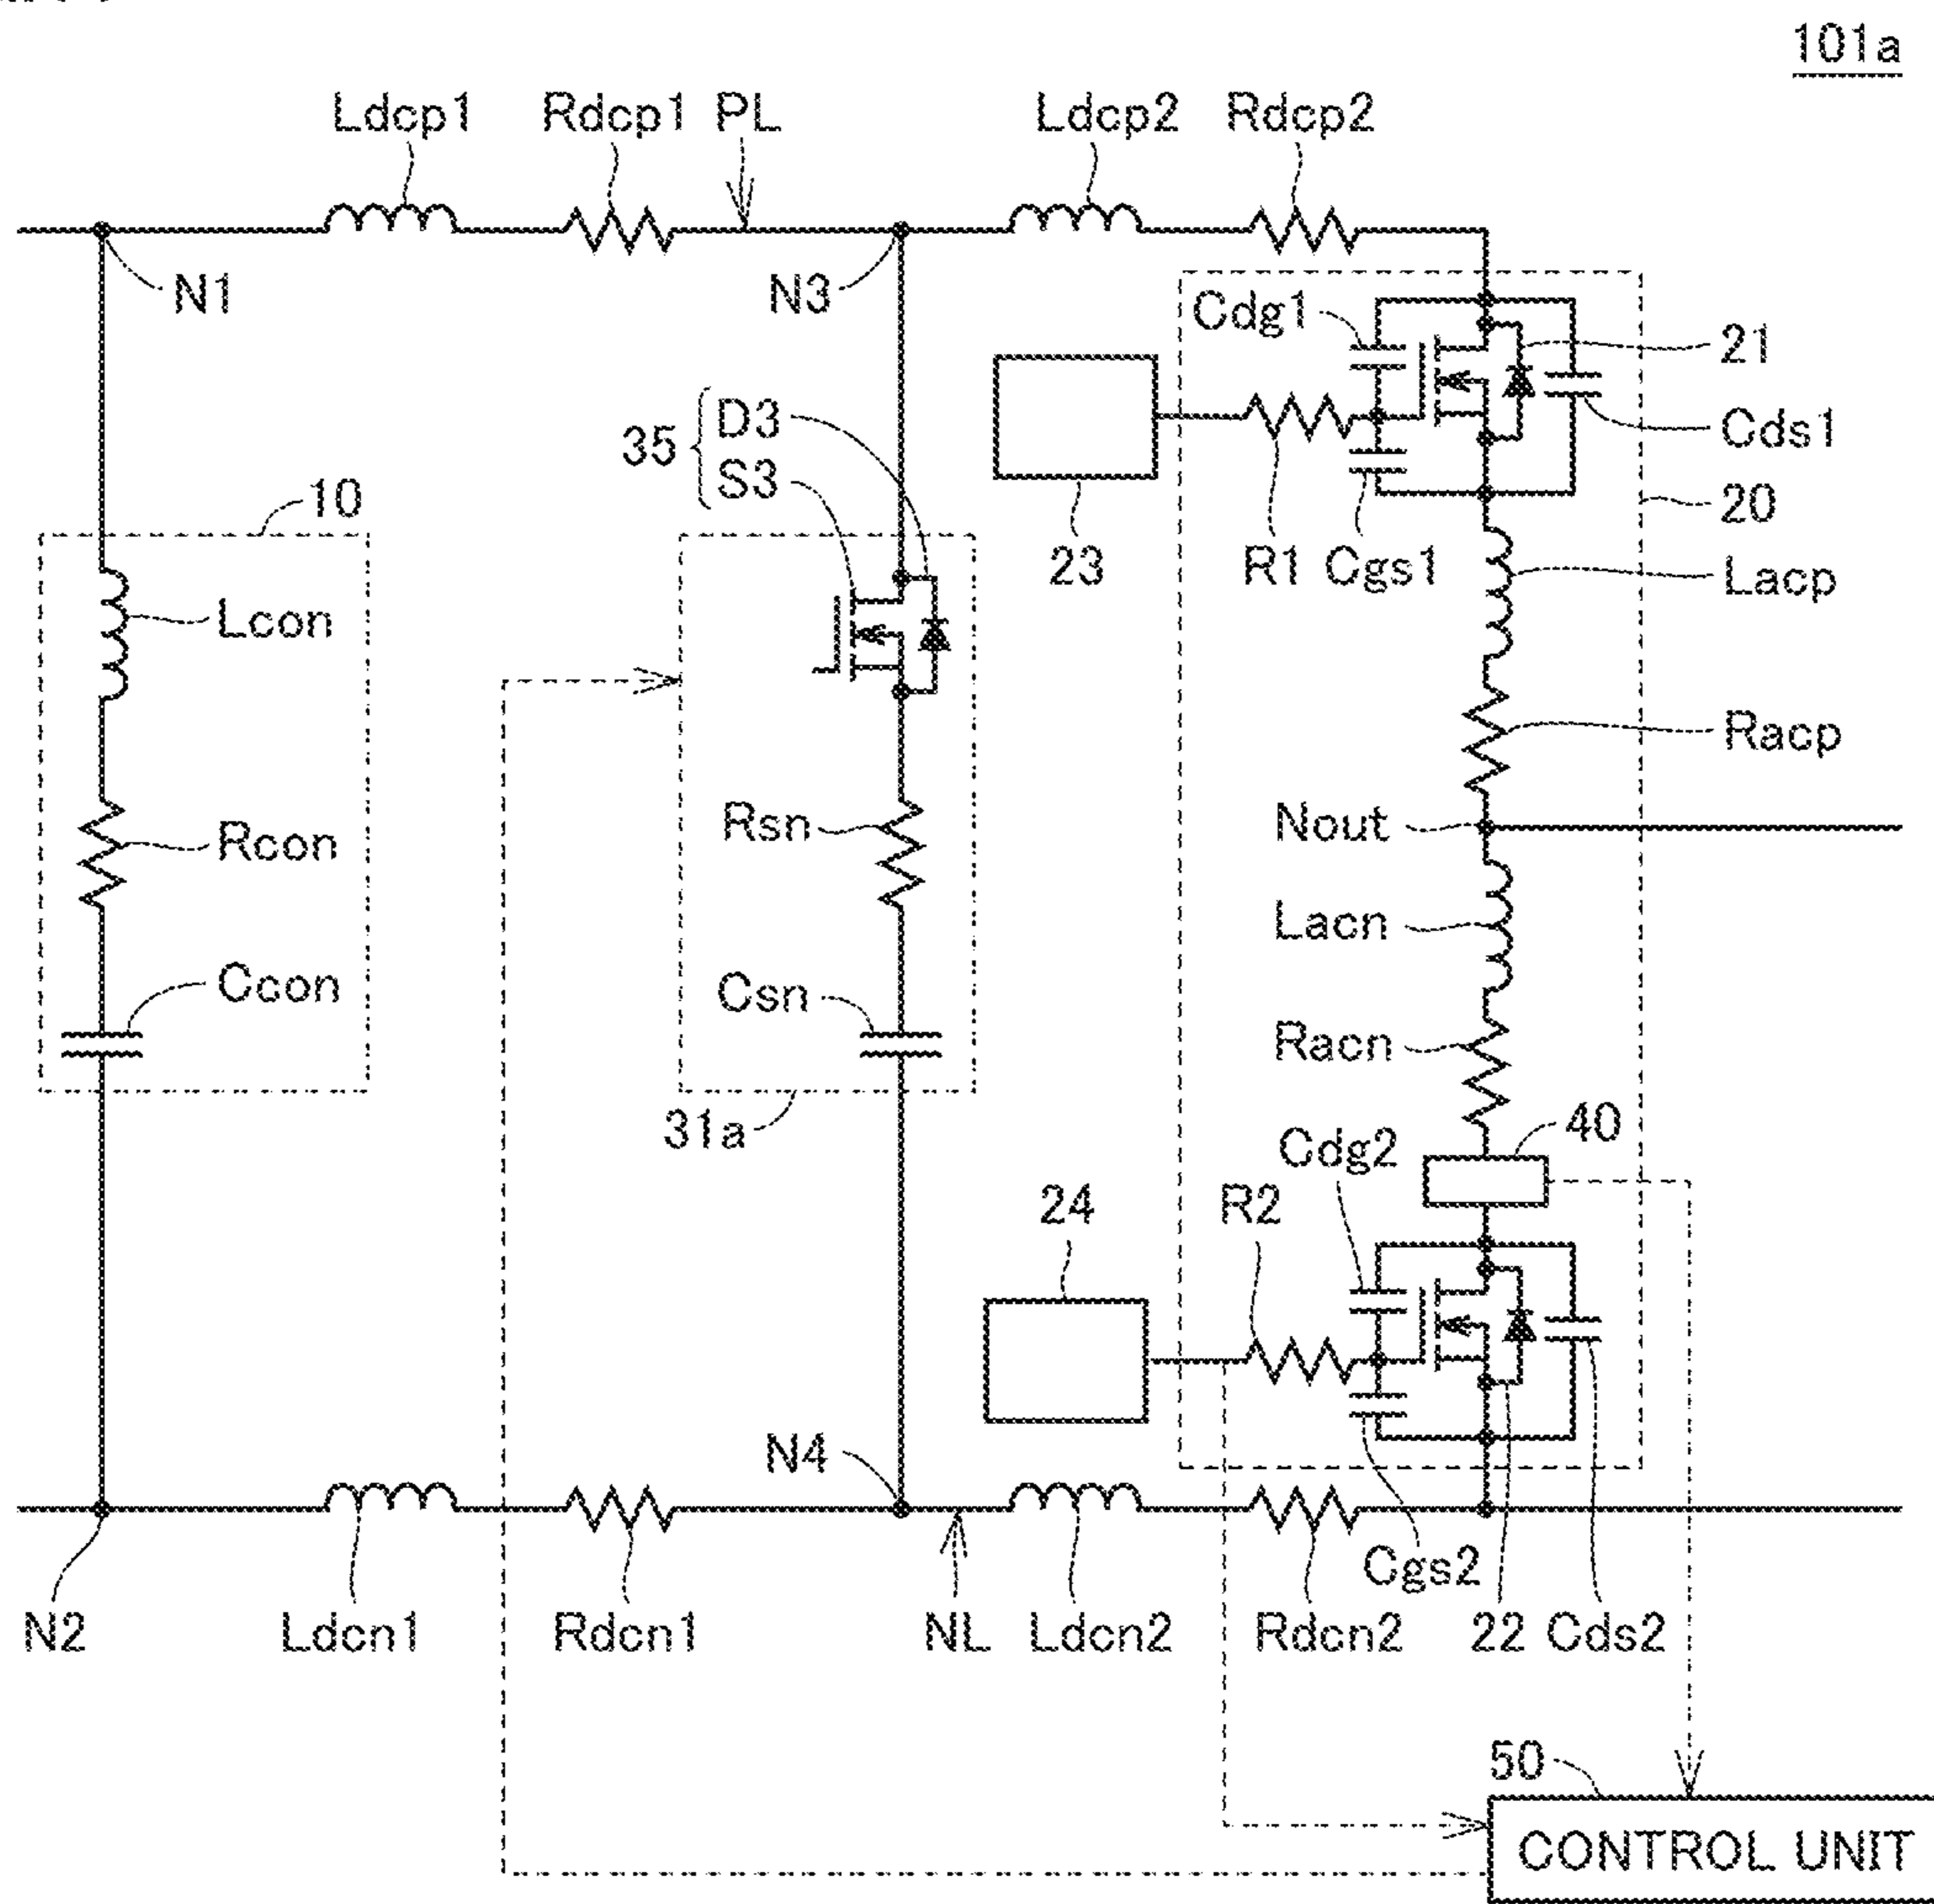 101a
Ldcp1 Rdcp1 PL Ldcp2 Rdcp2
N1 N3 Cdg1
21
35 D3
S3
Cds1
10
20
23 R1 Cgs1
Lacp
Lcon
Racp
Rsn Nout
Rcon
Lacn
Ccon Csn
Racn
31a
40
Cdg2
24 R2
N4
Cgs2
N2 Ldcn1 Rdcn1 NL Ldcn2 Rdcn2 22 Cds2
50
CONTROL UNIT